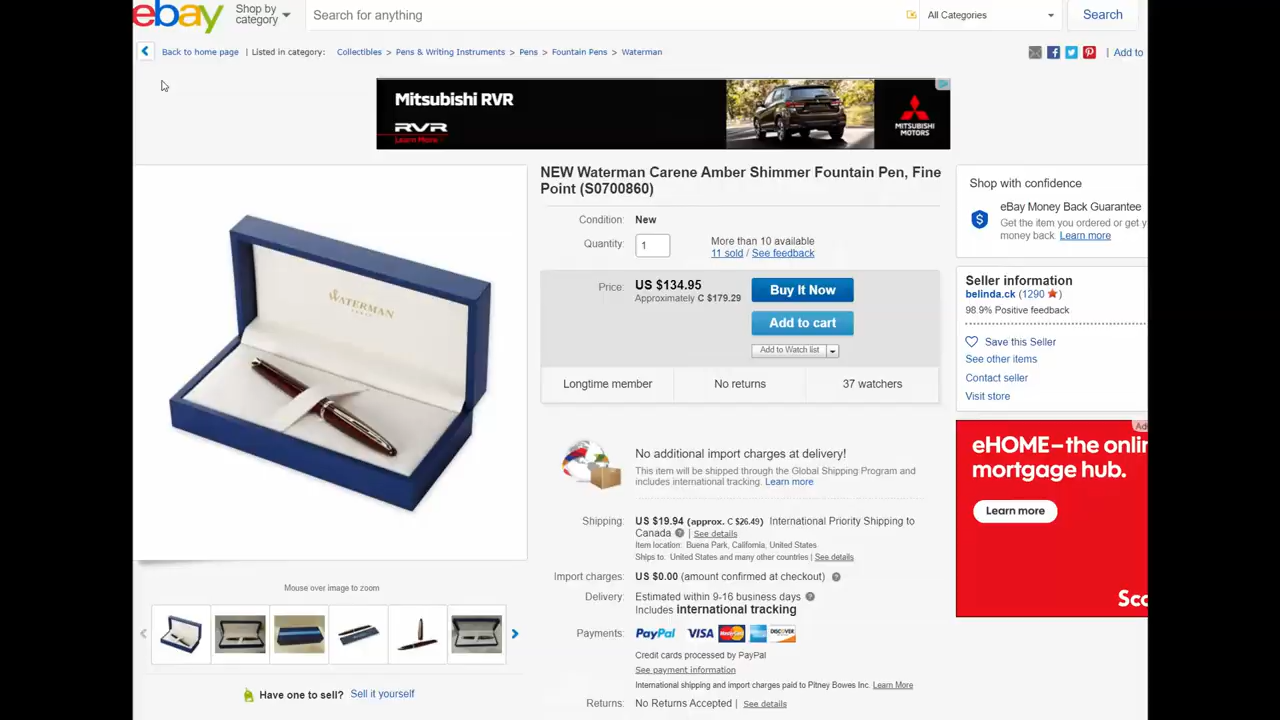 ebay
Shop by category
Search for anything
All Categories
Search
Back to home page | Listed in category: Collectibles > Pens & Writing Instruments > Pens > Fountain Pens > Waterman
| Add to
Mitsubishi RVR
RVR
Learn More
MITSUBISHI
MOTORS
NEW Waterman Carene Amber Shimmer Fountain Pen, Fine
Point (S0700860)
Condition: New
Quantity: 1
More than 10 available
11 sold / See feedback
Price: US $134.95
Approximately C $179.29
Buy It Now
Add to cart
Add to Watch list
Longtime member
No returns
37 watchers
WATERMAN
PARIS
Mouse over image to zoom
Have one to sell? Sell it yourself
No additional import charges at delivery!
This item will be shipped through the Global Shipping Program and
includes international tracking. Learn more
Shipping: US $19.94 (approx. C $26.49) International Priority Shipping to
Canada ? | See details
Item location: Buena Park, California, United States
Ships to: United States and many other countries | See details
Import charges: US $0.00 (amount confirmed at checkout) ?
Delivery: Estimated within 9-16 business days ?
Includes international tracking
Payments: PayPal VISA MasterCard DISCOVER
Credit cards processed by PayPal
See payment information
International shipping and import charges paid to Pitney Bowes Inc. Learn More
Returns: No Returns Accepted | See details
Shop with confidence
eBay Money Back Guarantee
Get the item you ordered or get y
money back. Learn more
Seller information
belinda.ck (1290 )
98.9% Positive feedback
Save this Seller
See other items
Contact seller
Visit store
Ad
eHOME–the onli
mortgage hub.
Learn more
Sco